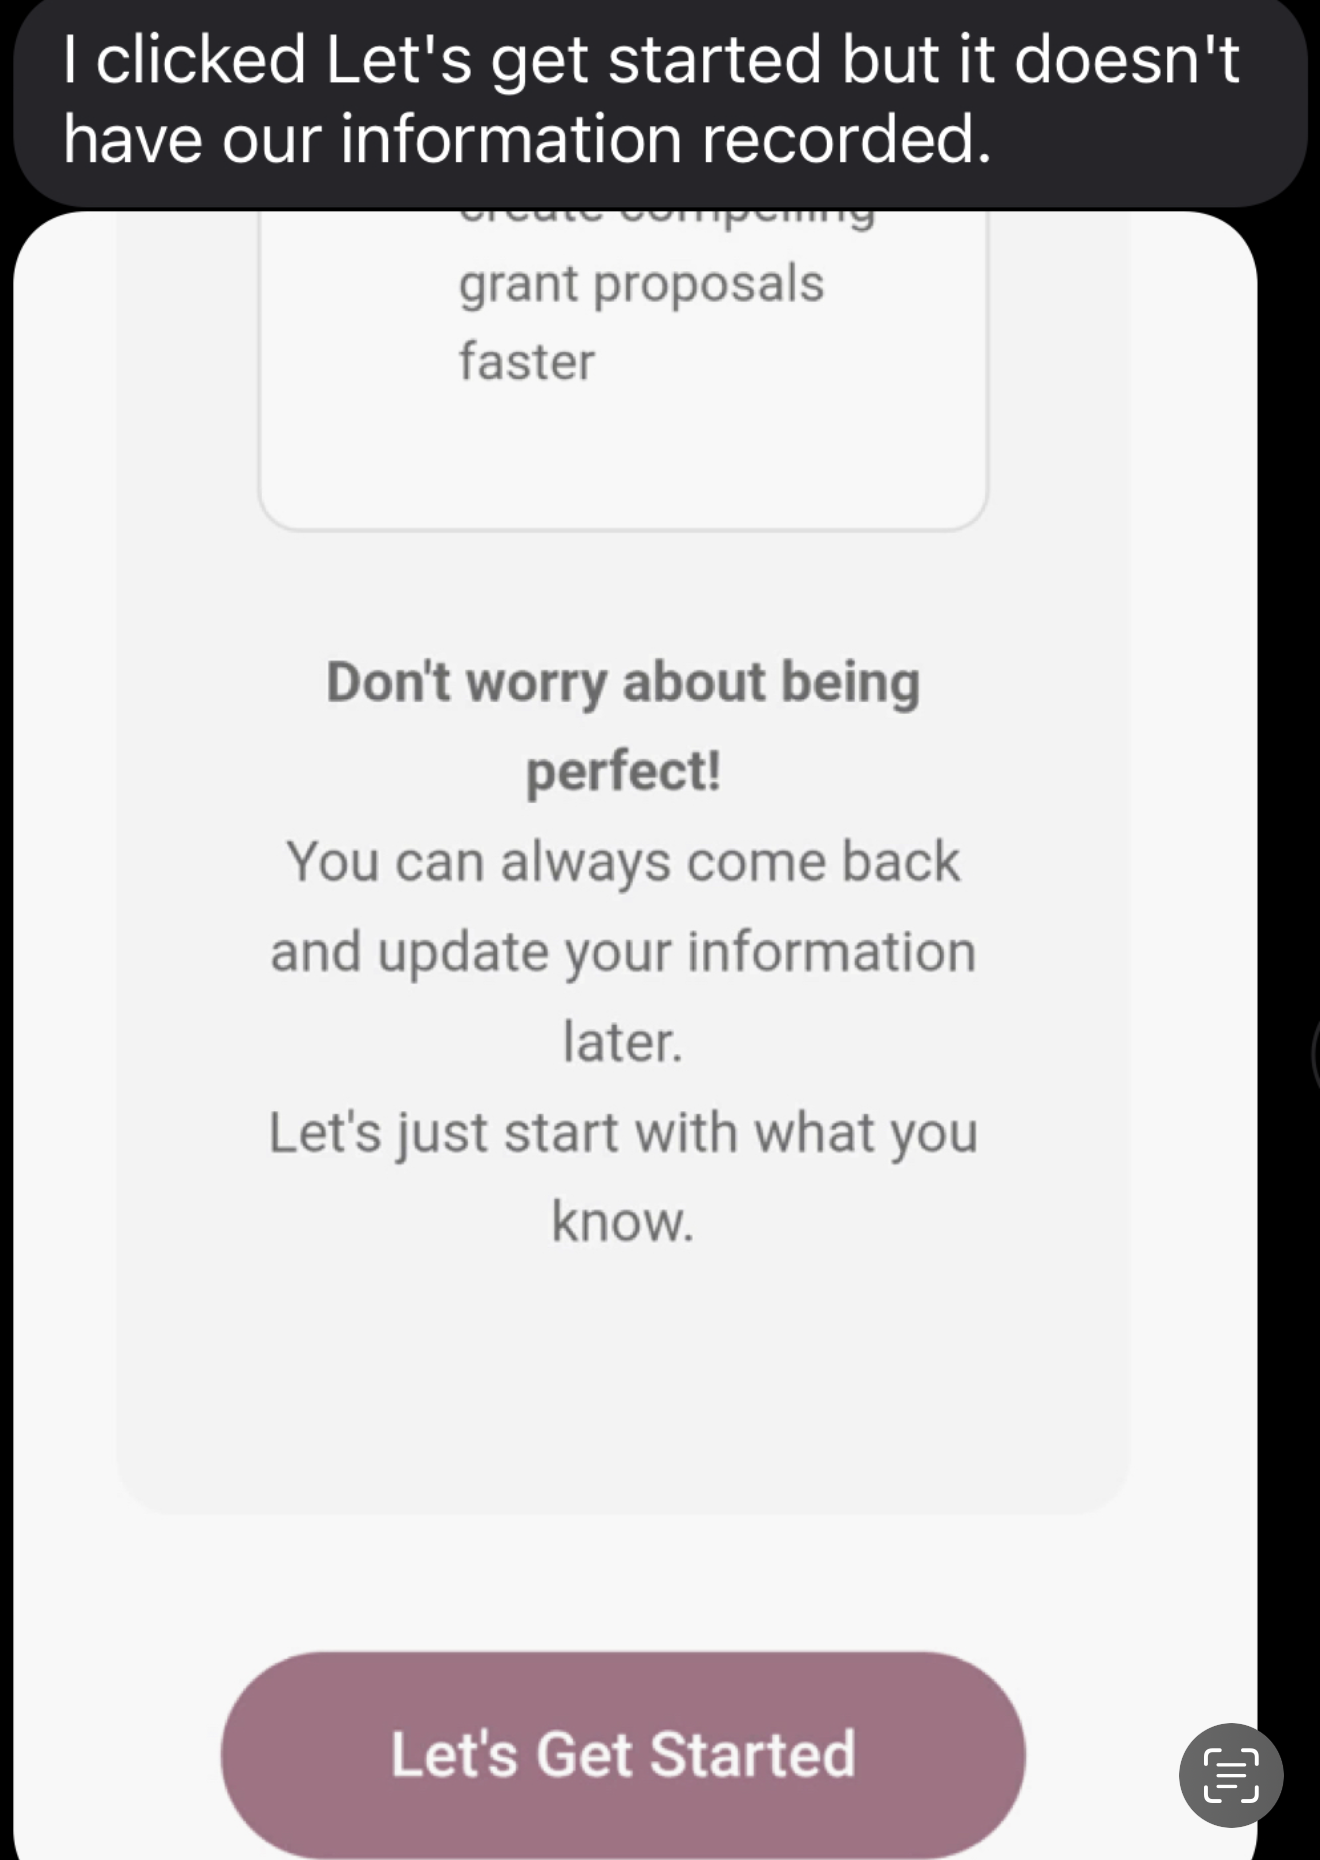 I clicked Let's get started but it doesn't
have our information recorded.
create compelling
grant proposals
faster
Don't worry about being
perfect!
You can always come back
and update your information
later.
Let's just start with what you
know.
Let's Get Started